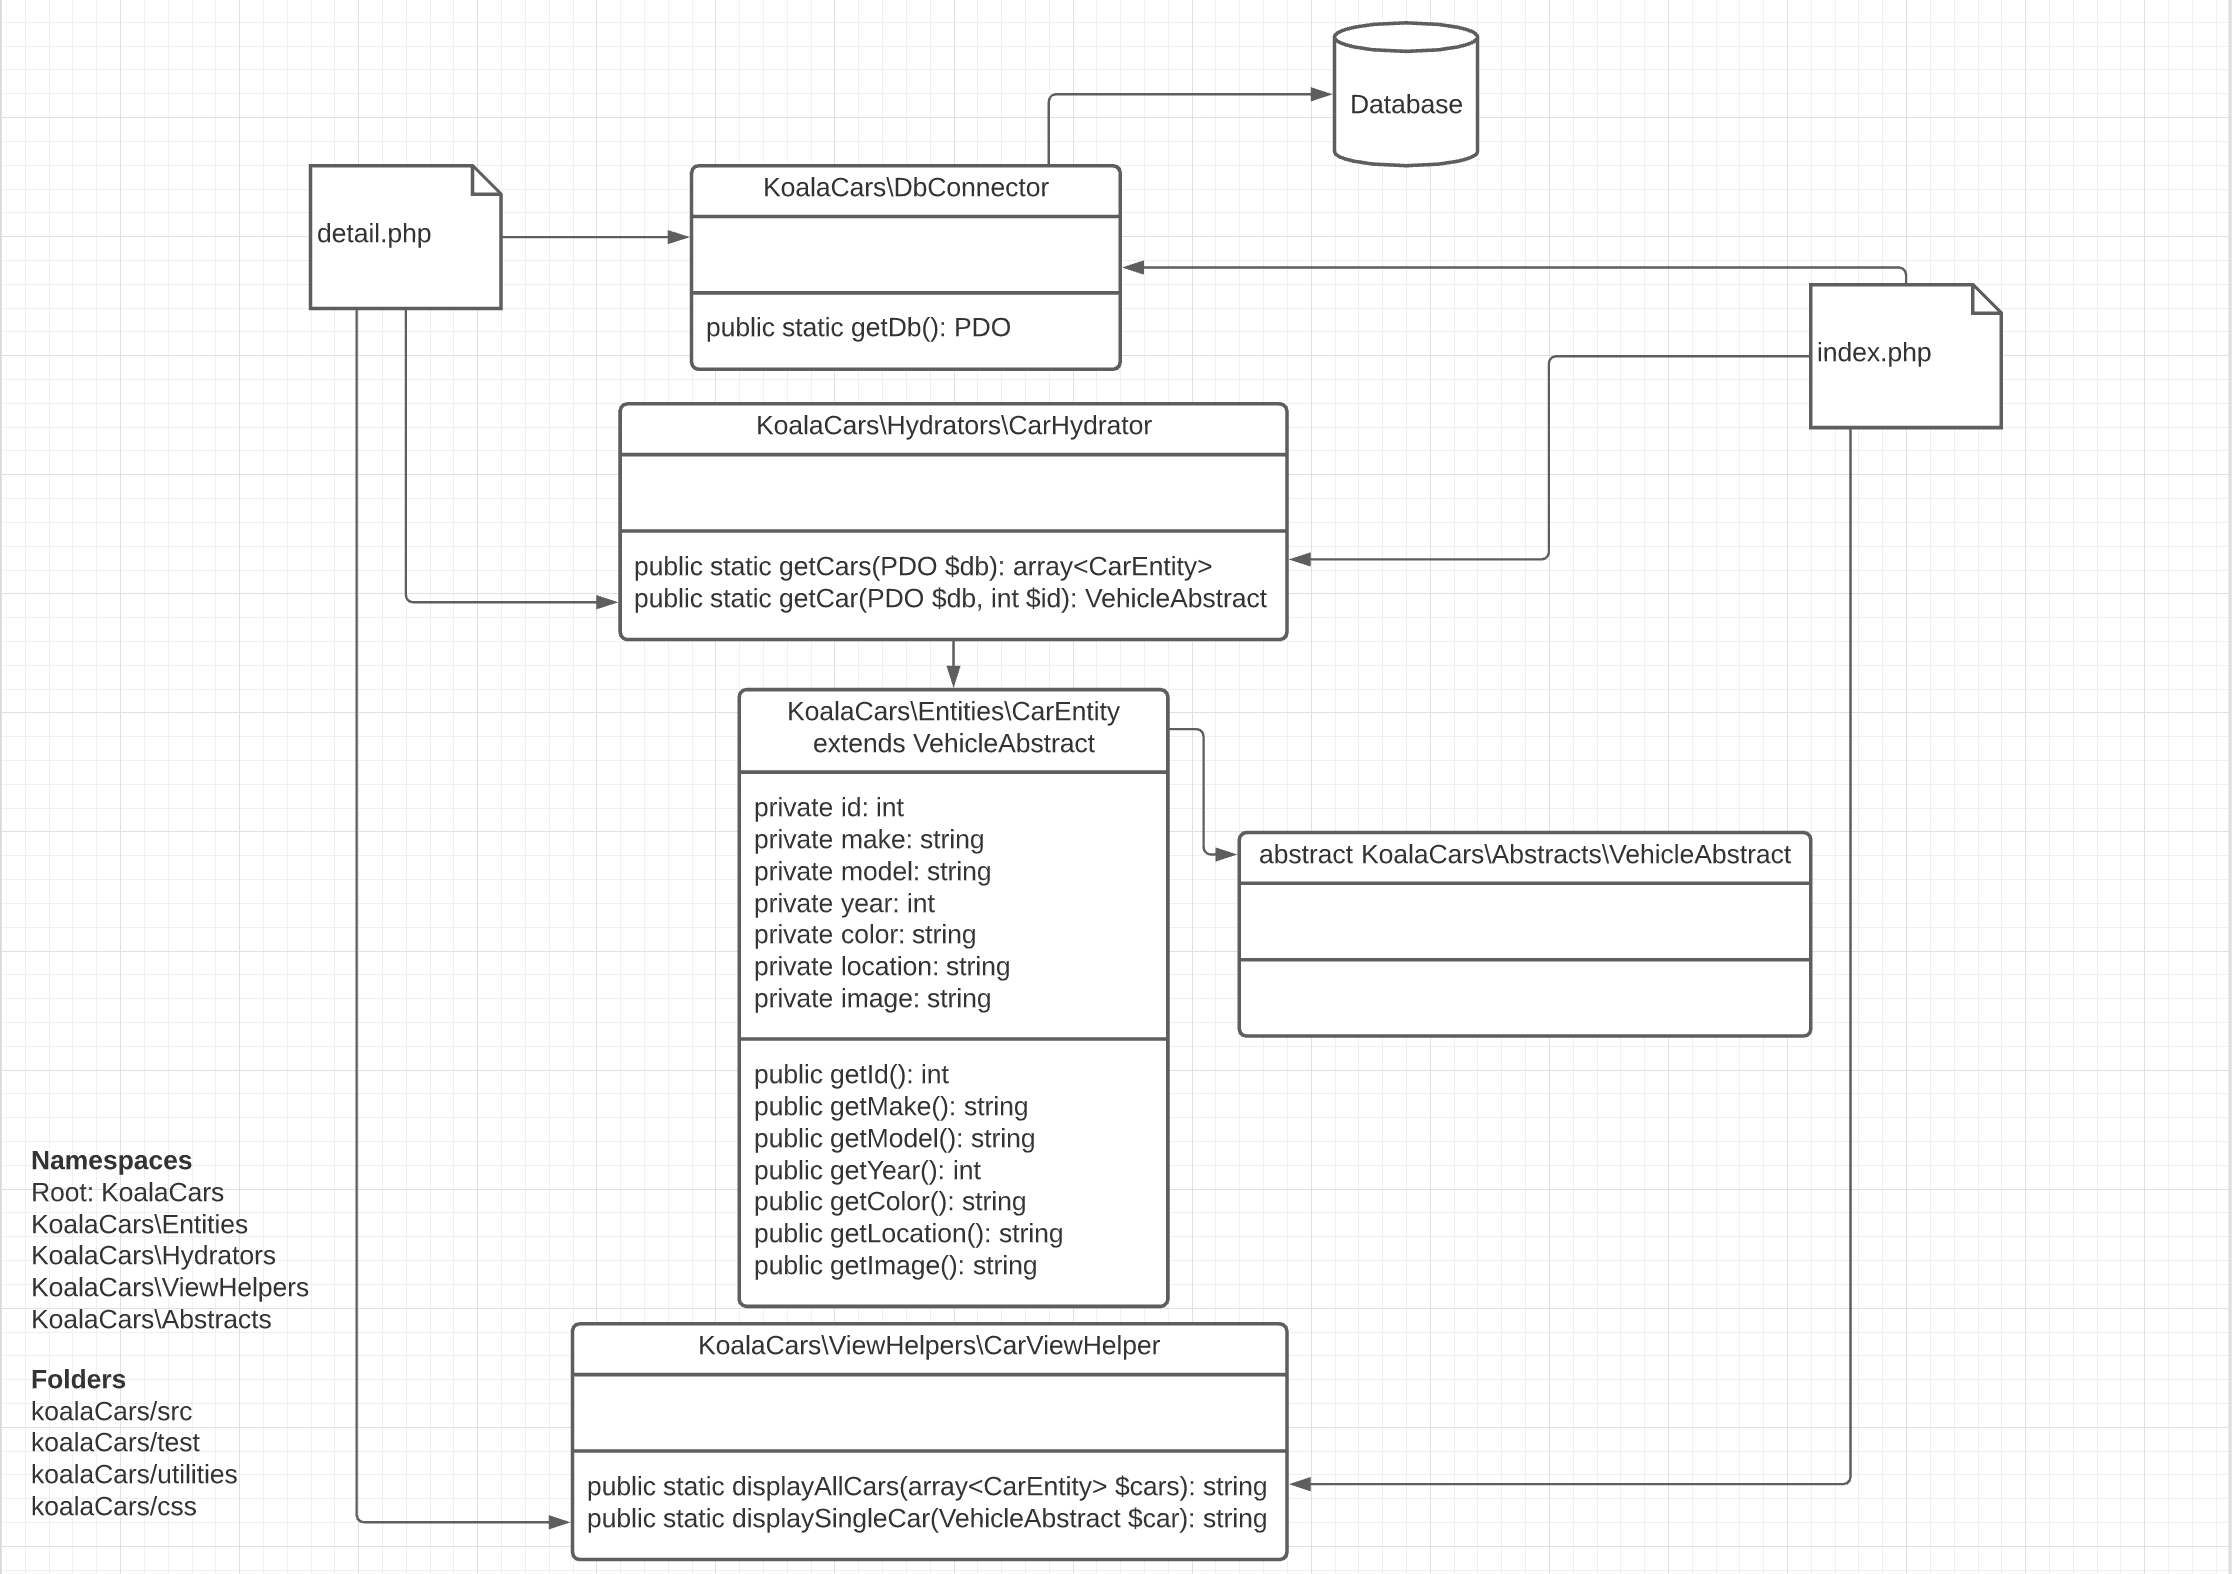 Database
detail.php
KoalaCars\DbConnector
public static getDb(): PDO
index.php
KoalaCars\Hydrators\CarHydrator
public static getCars(PDO $db): array<CarEntity>
public static getCar(PDO $db, int $id): VehicleAbstract
KoalaCars\Entities\CarEntity
extends VehicleAbstract
private id: int
private make: string
private model: string
private year: int
private color: string
private location: string
private image: string
public getId(): int
public getMake(): string
public getModel(): string
public getYear(): int
public getColor(): string
public getLocation(): string
public getImage(): string
abstract KoalaCars\Abstracts\VehicleAbstract
Namespaces
Root: KoalaCars
KoalaCars\Entities
KoalaCars\Hydrators
KoalaCars\ViewHelpers
KoalaCars\Abstracts
Folders
koalaCars/src
koalaCars/test
koalaCars/utilities
koalaCars/css
KoalaCars\ViewHelpers\CarViewHelper
public static displayAllCars(array<CarEntity> $cars): string
public static displaySingleCar(VehicleAbstract $car): string